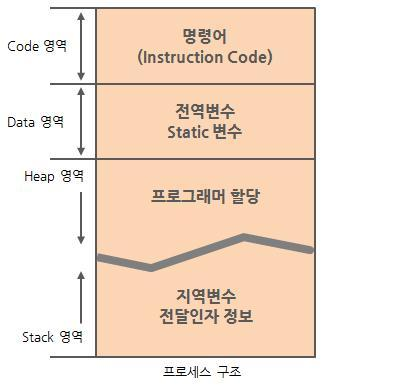 Code 영역
명령어
(Instruction Code)
Data 영역
전역변수
Static 변수
Heap 영역
프로그래머 할당
지역변수
전달인자 정보
Stack 영역
프로세스 구조